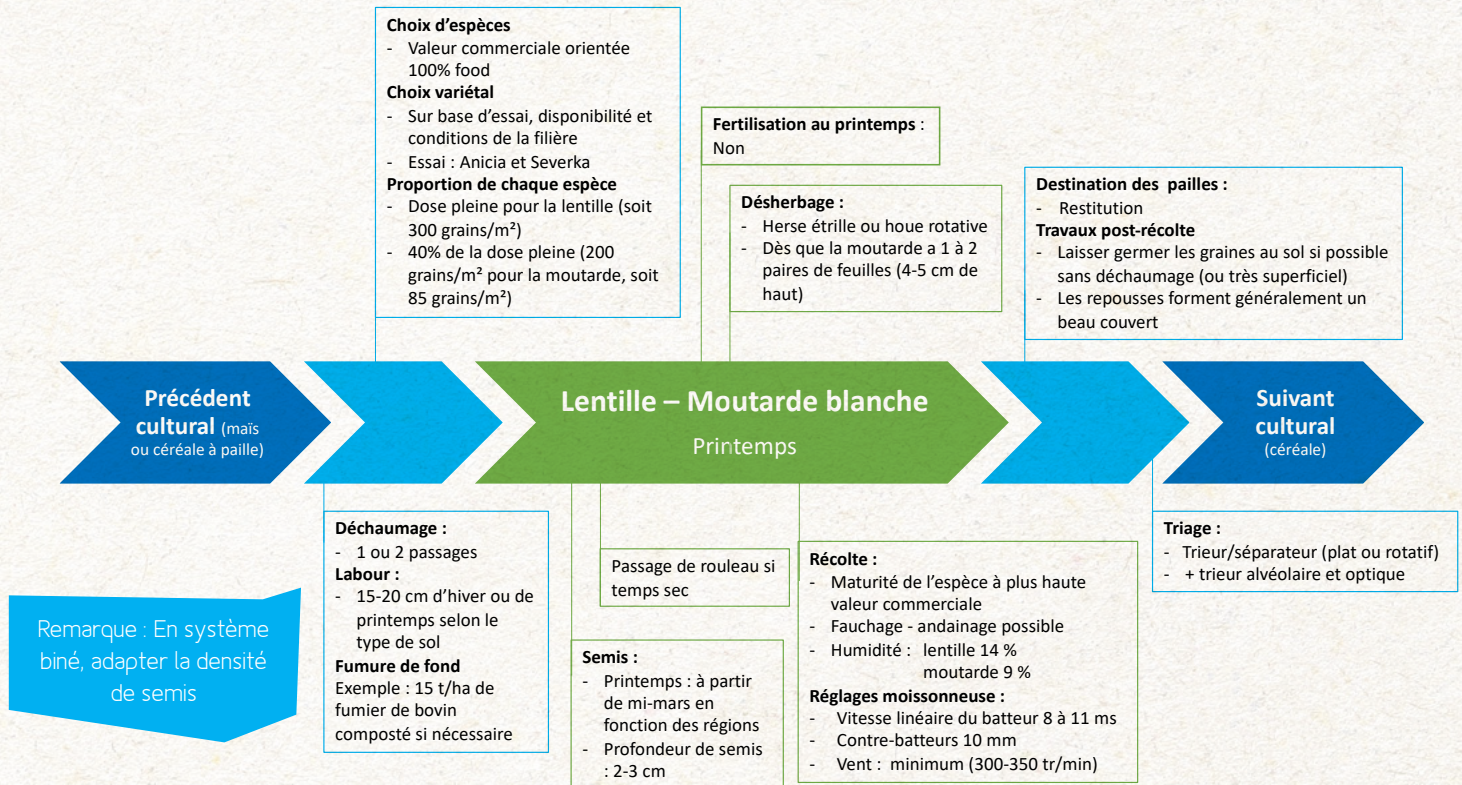 Choix d'espèces
- Valeur commerciale orientée
100% food
Choix variétal
- Sur base d'essai, disponibilité et
conditions de la filière
- Essai : Anicia et Severka
Proportion de chaque espèce
- Dose pleine pour la lentille (soit
300 grains/m²)
- 40% de la dose pleine (200
grains/m² pour la moutarde, soit
85 grains/m²)
Fertilisation au printemps :
Non
Désherbage :
- Herse étrille ou houe rotative
- Dès que la moutarde a 1 à 2
paires de feuilles (4-5 cm de
haut)
Destination des pailles :
- Restitution
Travaux post-récolte
- Laisser germer les graines au sol si possible
sans déchaumage (ou très superficiel)
- Les repousses forment généralement un
beau couvert
Précédent
cultural (maïs
ou céréale à paille)
Lentille – Moutarde blanche
Printemps
Suivant
cultural
(céréale)
Remarque : En système
biné, adapter la densité
de semis
Déchaumage :
- 1 ou 2 passages
Labour :
- 15-20 cm d'hiver ou de
printemps selon le
type de sol
Fumure de fond
Exemple : 15 t/ha de
fumier de bovin
composté si nécessaire
Passage de rouleau si
temps sec
Semis :
- Printemps : à partir
de mi-mars en
fonction des régions
- Profondeur de semis
: 2-3 cm
Récolte :
- Maturité de l'espèce à plus haute
valeur commerciale
- Fauchage - andainage possible
- Humidité : lentille 14 %
moutarde 9 %
Réglages moissonneuse :
- Vitesse linéaire du batteur 8 à 11 ms
- Contre-batteurs 10 mm
- Vent : minimum (300-350 tr/min)
Triage :
- Trieur/séparateur (plat ou rotatif)
- + trieur alvéolaire et optique